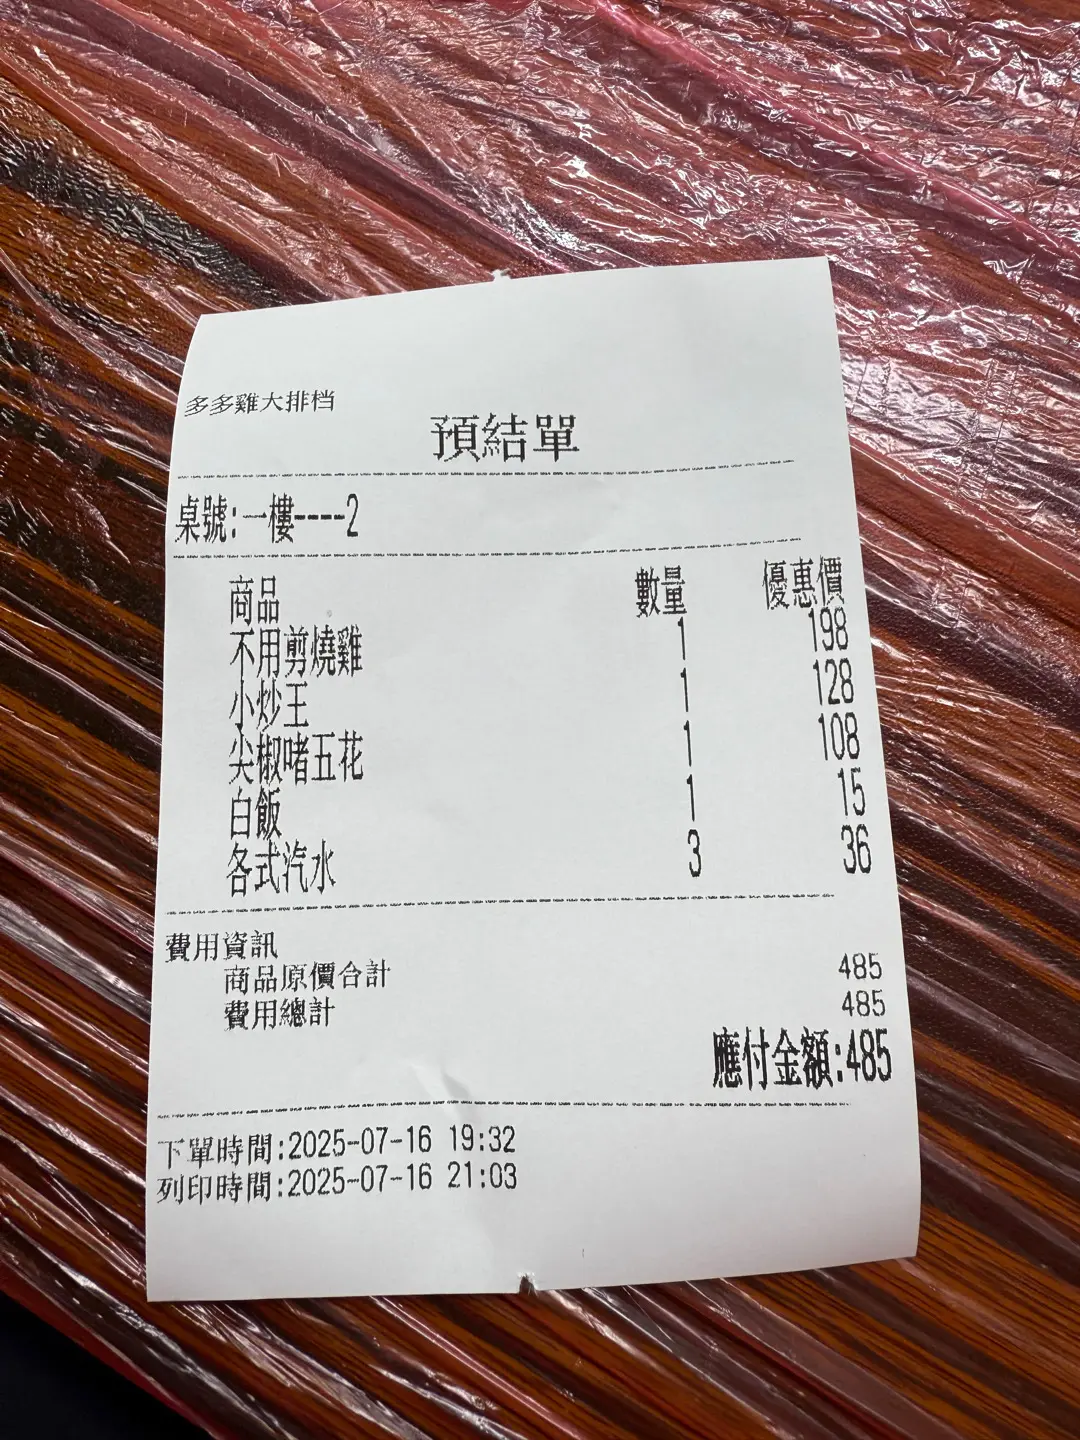 多多雞大排档
預結單
桌號:一樓----2
商品 數量 優惠價
不用剪燒雞 1 198
小炒王 1 128
尖椒啫五花 1 108
白飯 1 15
各式汽水 3 36
費用資訊
商品原價合計 485
費用總計 485
應付金額:485
下單時間:2025-07-16 19:32
列印時間:2025-07-16 21:03